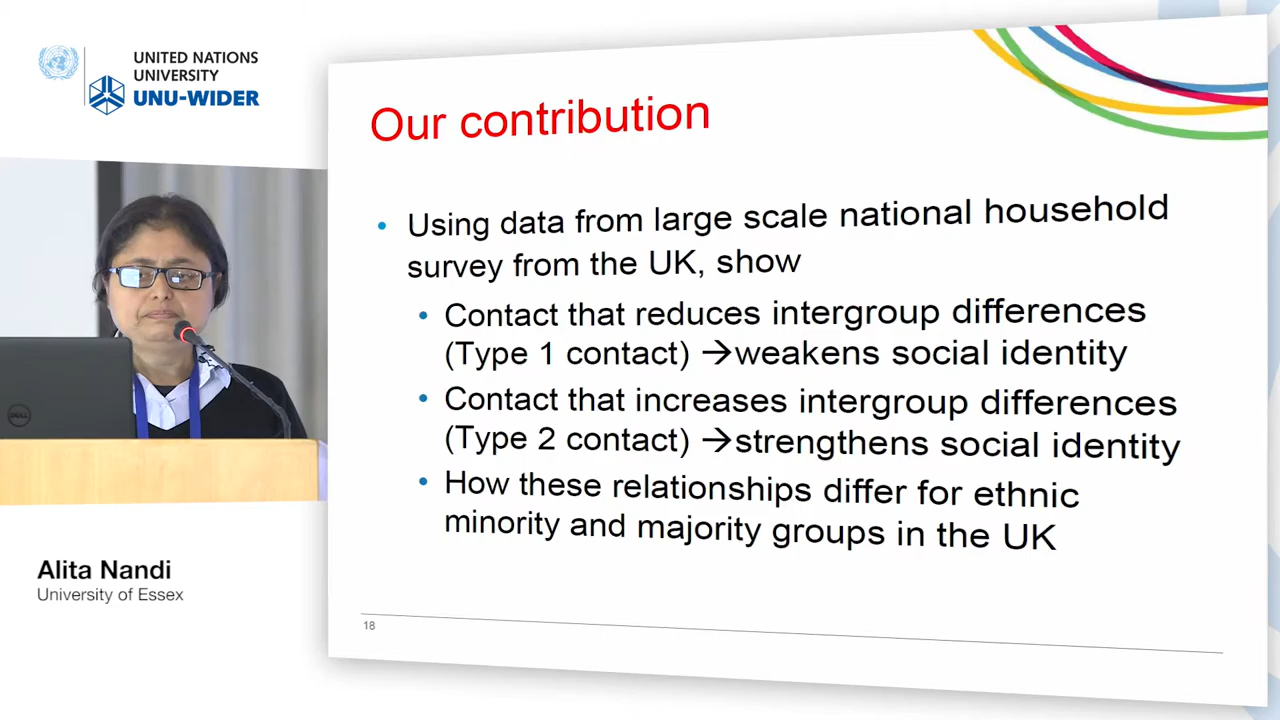 UNITED NATIONS
UNIVERSITY
UNU-WIDER
Our contribution
• Using data from large scale national household
survey from the UK, show
• Contact that reduces intergroup differences
(Type 1 contact) →weakens social identity
• Contact that increases intergroup differences
(Type 2 contact) →strengthens social identity
• How these relationships differ for ethnic
minority and majority groups in the UK
18
DELL
Alita Nandi
University of Essex